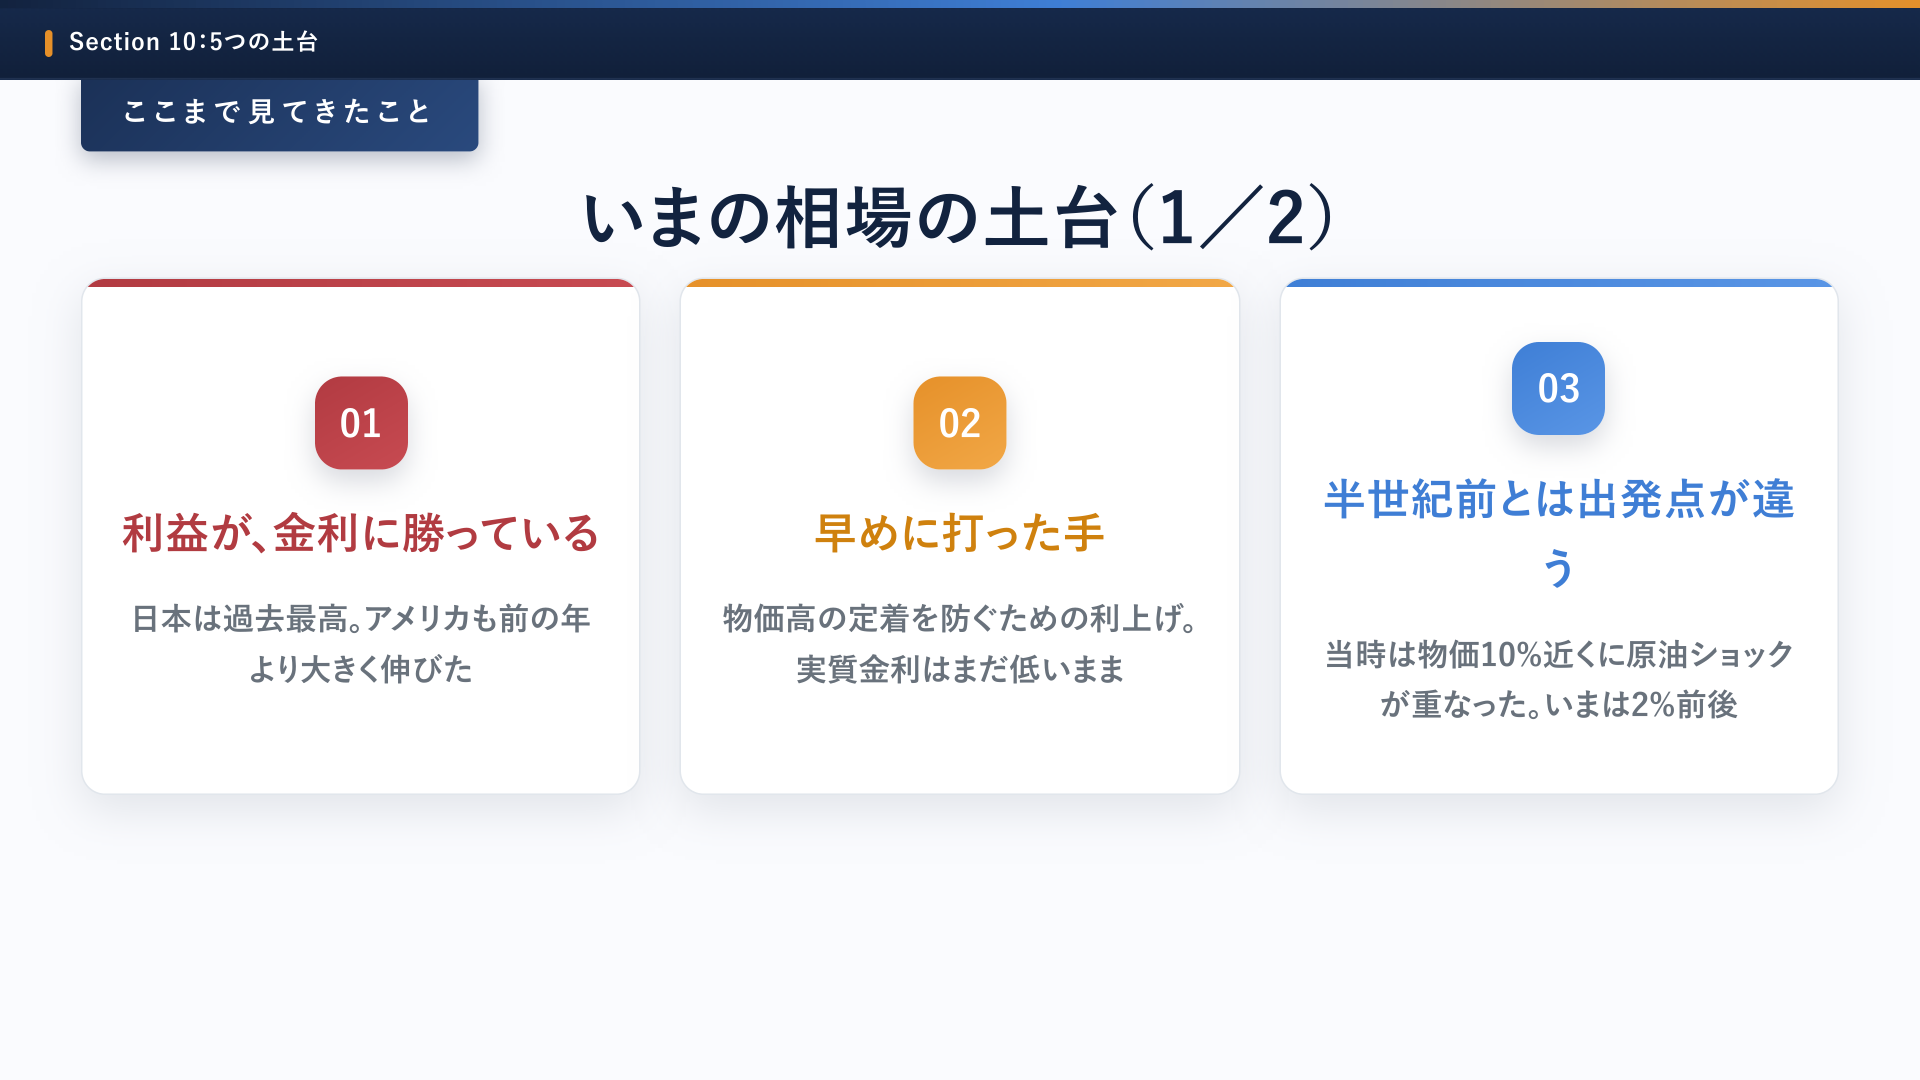 Section 10：5つの土台
ここまで見てきたこと
いまの相場の土台（1／2）
01
利益が、金利に勝っている
日本は過去最高。アメリカも前の年
より大きく伸びた
02
早めに打った手
物価高の定着を防ぐための利上げ。
実質金利はまだ低いまま
03
半世紀前とは出発点が違
う
当時は物価10%近くに原油ショック
が重なった。いまは2%前後